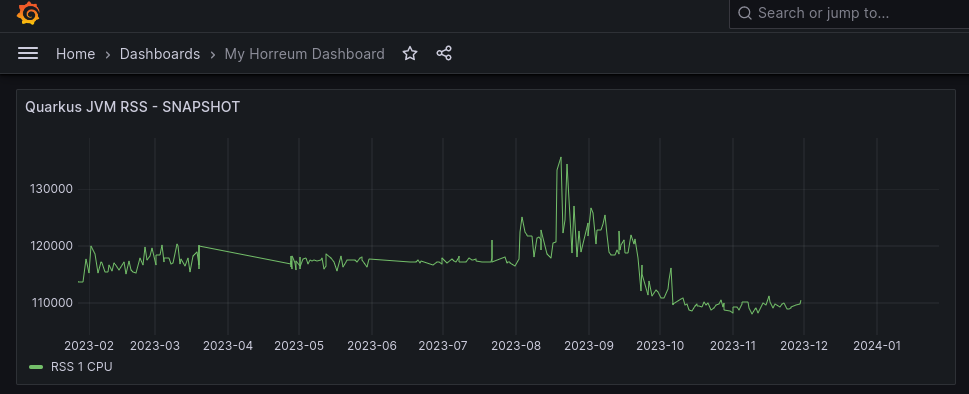 Search or jump to...
Home > Dashboards > My Horreum Dashboard
Quarkus JVM RSS - SNAPSHOT
130000
120000
110000
2023-02 2023-03 2023-04 2023-05 2023-06 2023-07 2023-08 2023-09 2023-10 2023-11 2023-12 2024-01
RSS 1 CPU